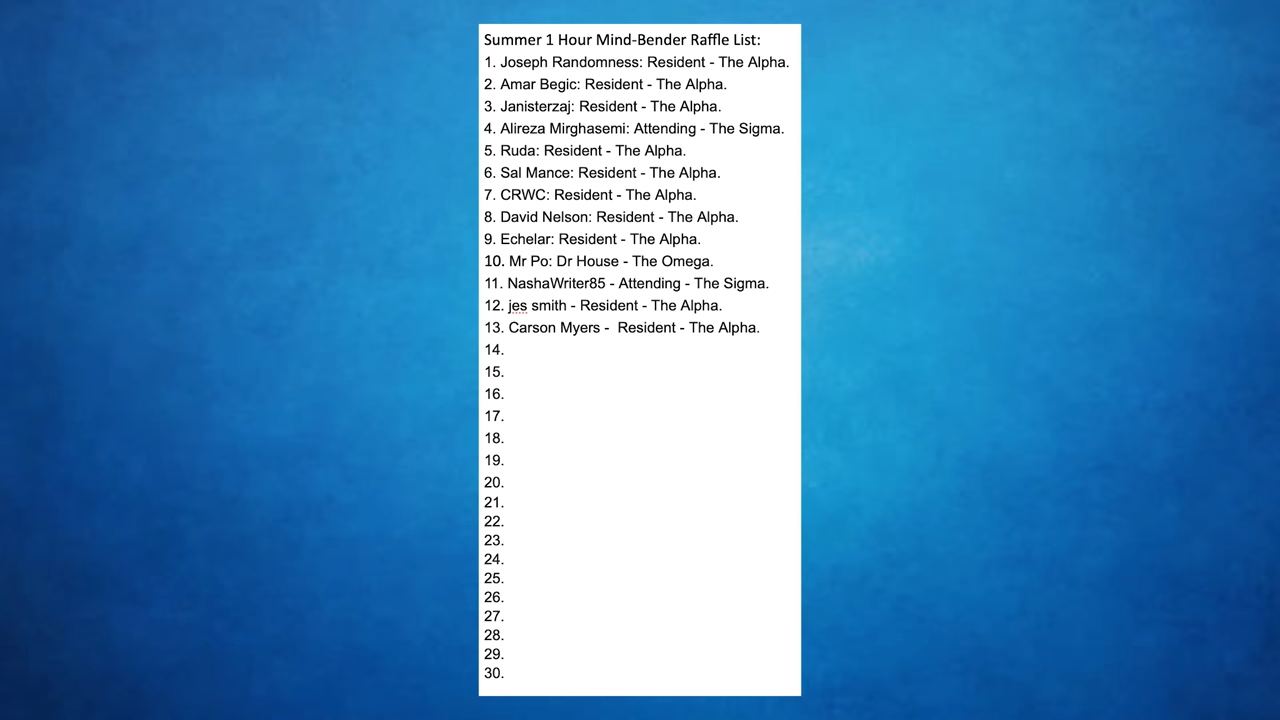 Summer 1 Hour Mind-Bender Raffle List:
1. Joseph Randomness: Resident - The Alpha.
2. Amar Begic: Resident - The Alpha.
3. Janisterzaj: Resident - The Alpha.
4. Alireza Mirghasemi: Attending - The Sigma.
5. Ruda: Resident - The Alpha.
6. Sal Mance: Resident - The Alpha.
7. CRWC: Resident - The Alpha.
8. David Nelson: Resident - The Alpha.
9. Echelar: Resident - The Alpha.
10. Mr Po: Dr House - The Omega.
11. NashaWriter85 - Attending - The Sigma.
12. jes smith - Resident - The Alpha.
13. Carson Myers -  Resident - The Alpha.
14.
15.
16.
17.
18.
19.
20.
21.
22.
23.
24.
25.
26.
27.
28.
29.
30.